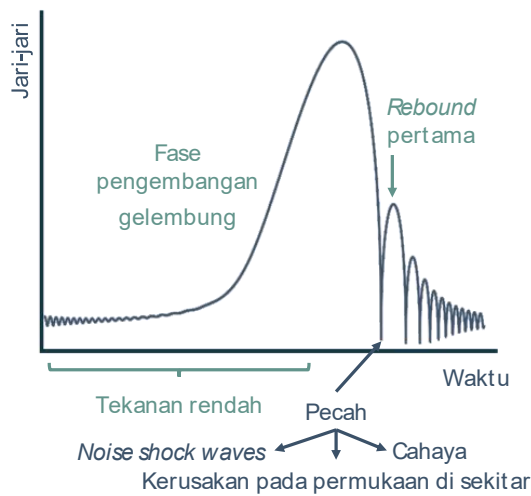 Jari-jari
Rebound
pertama
Fase
pengembangan
gelembung
Waktu
Tekanan rendah
Pecah
Noise shock waves
Cahaya
Kerusakan pada permukaan di sekitar